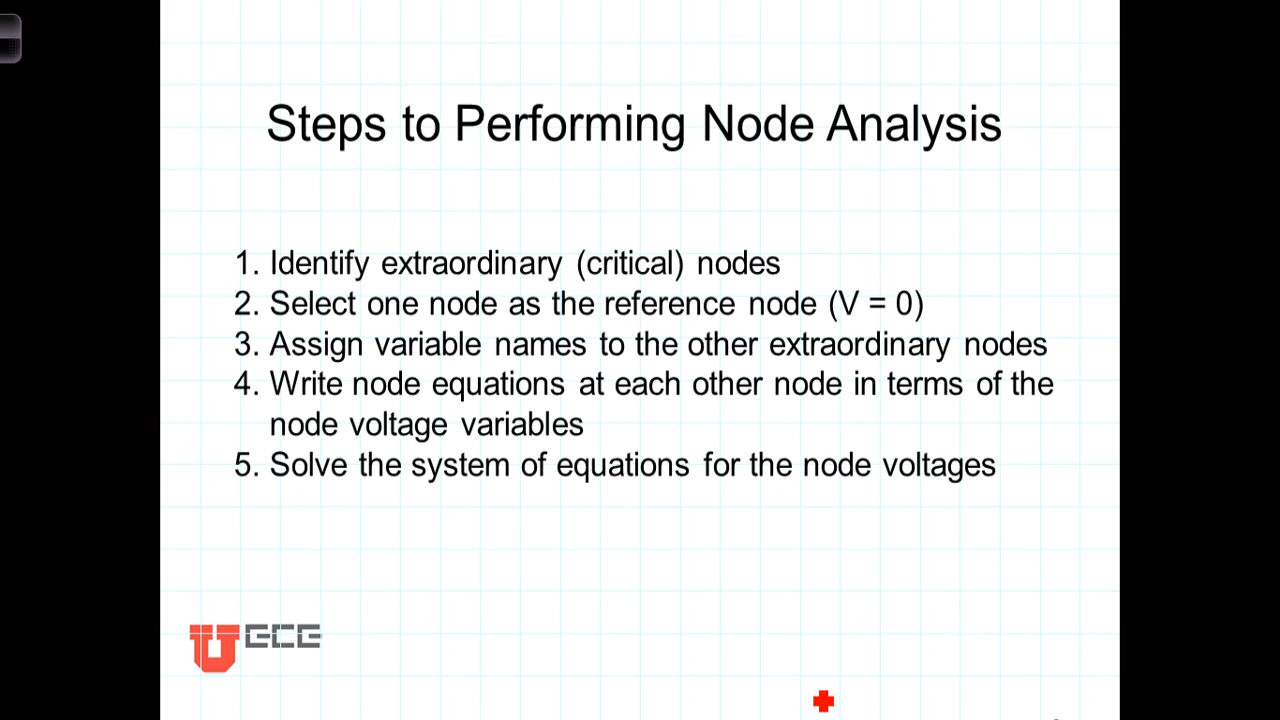 Steps to Performing Node Analysis
1. Identify extraordinary (critical) nodes
2. Select one node as the reference node (V = 0)
3. Assign variable names to the other extraordinary nodes
4. Write node equations at each other node in terms of the
node voltage variables
5. Solve the system of equations for the node voltages
U ECE